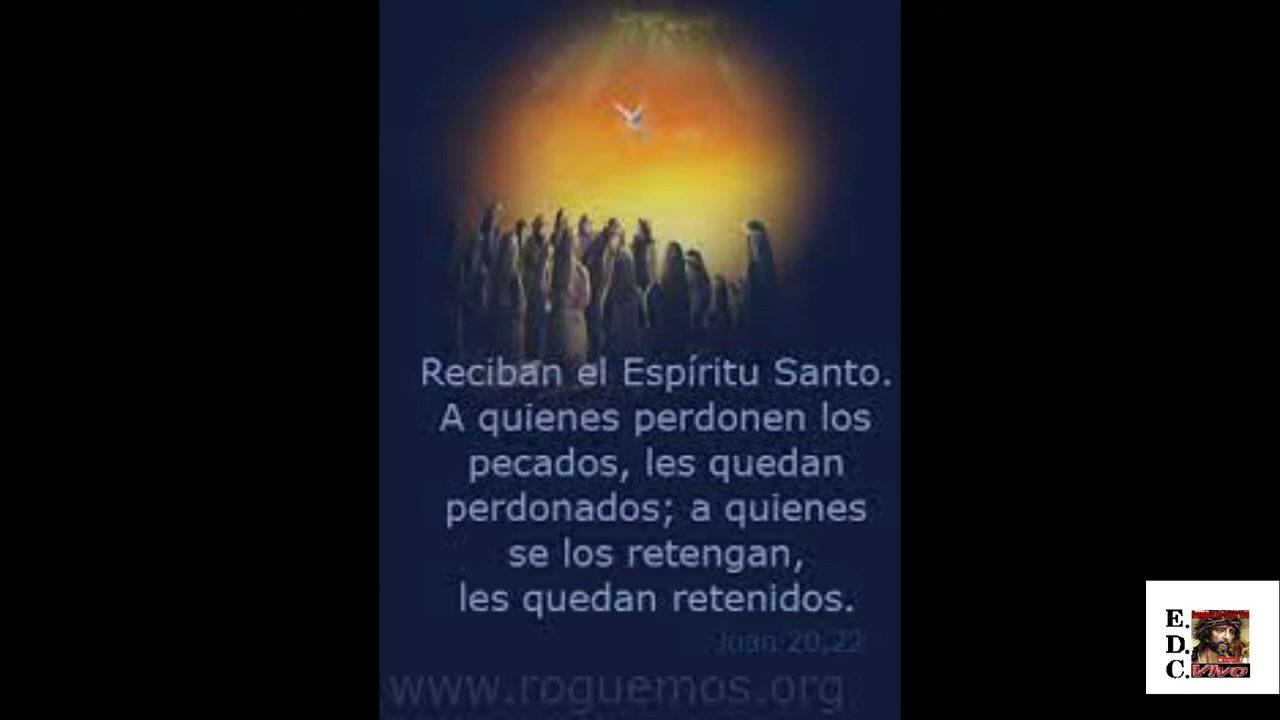 Reciban el Espíritu Santo.
A quienes perdonen los
pecados, les quedan
perdonados; a quienes
se los retengan,
les quedan retenidos.
Juan 20,22
www.roguemos.org
E.
D.
C.
Vivo